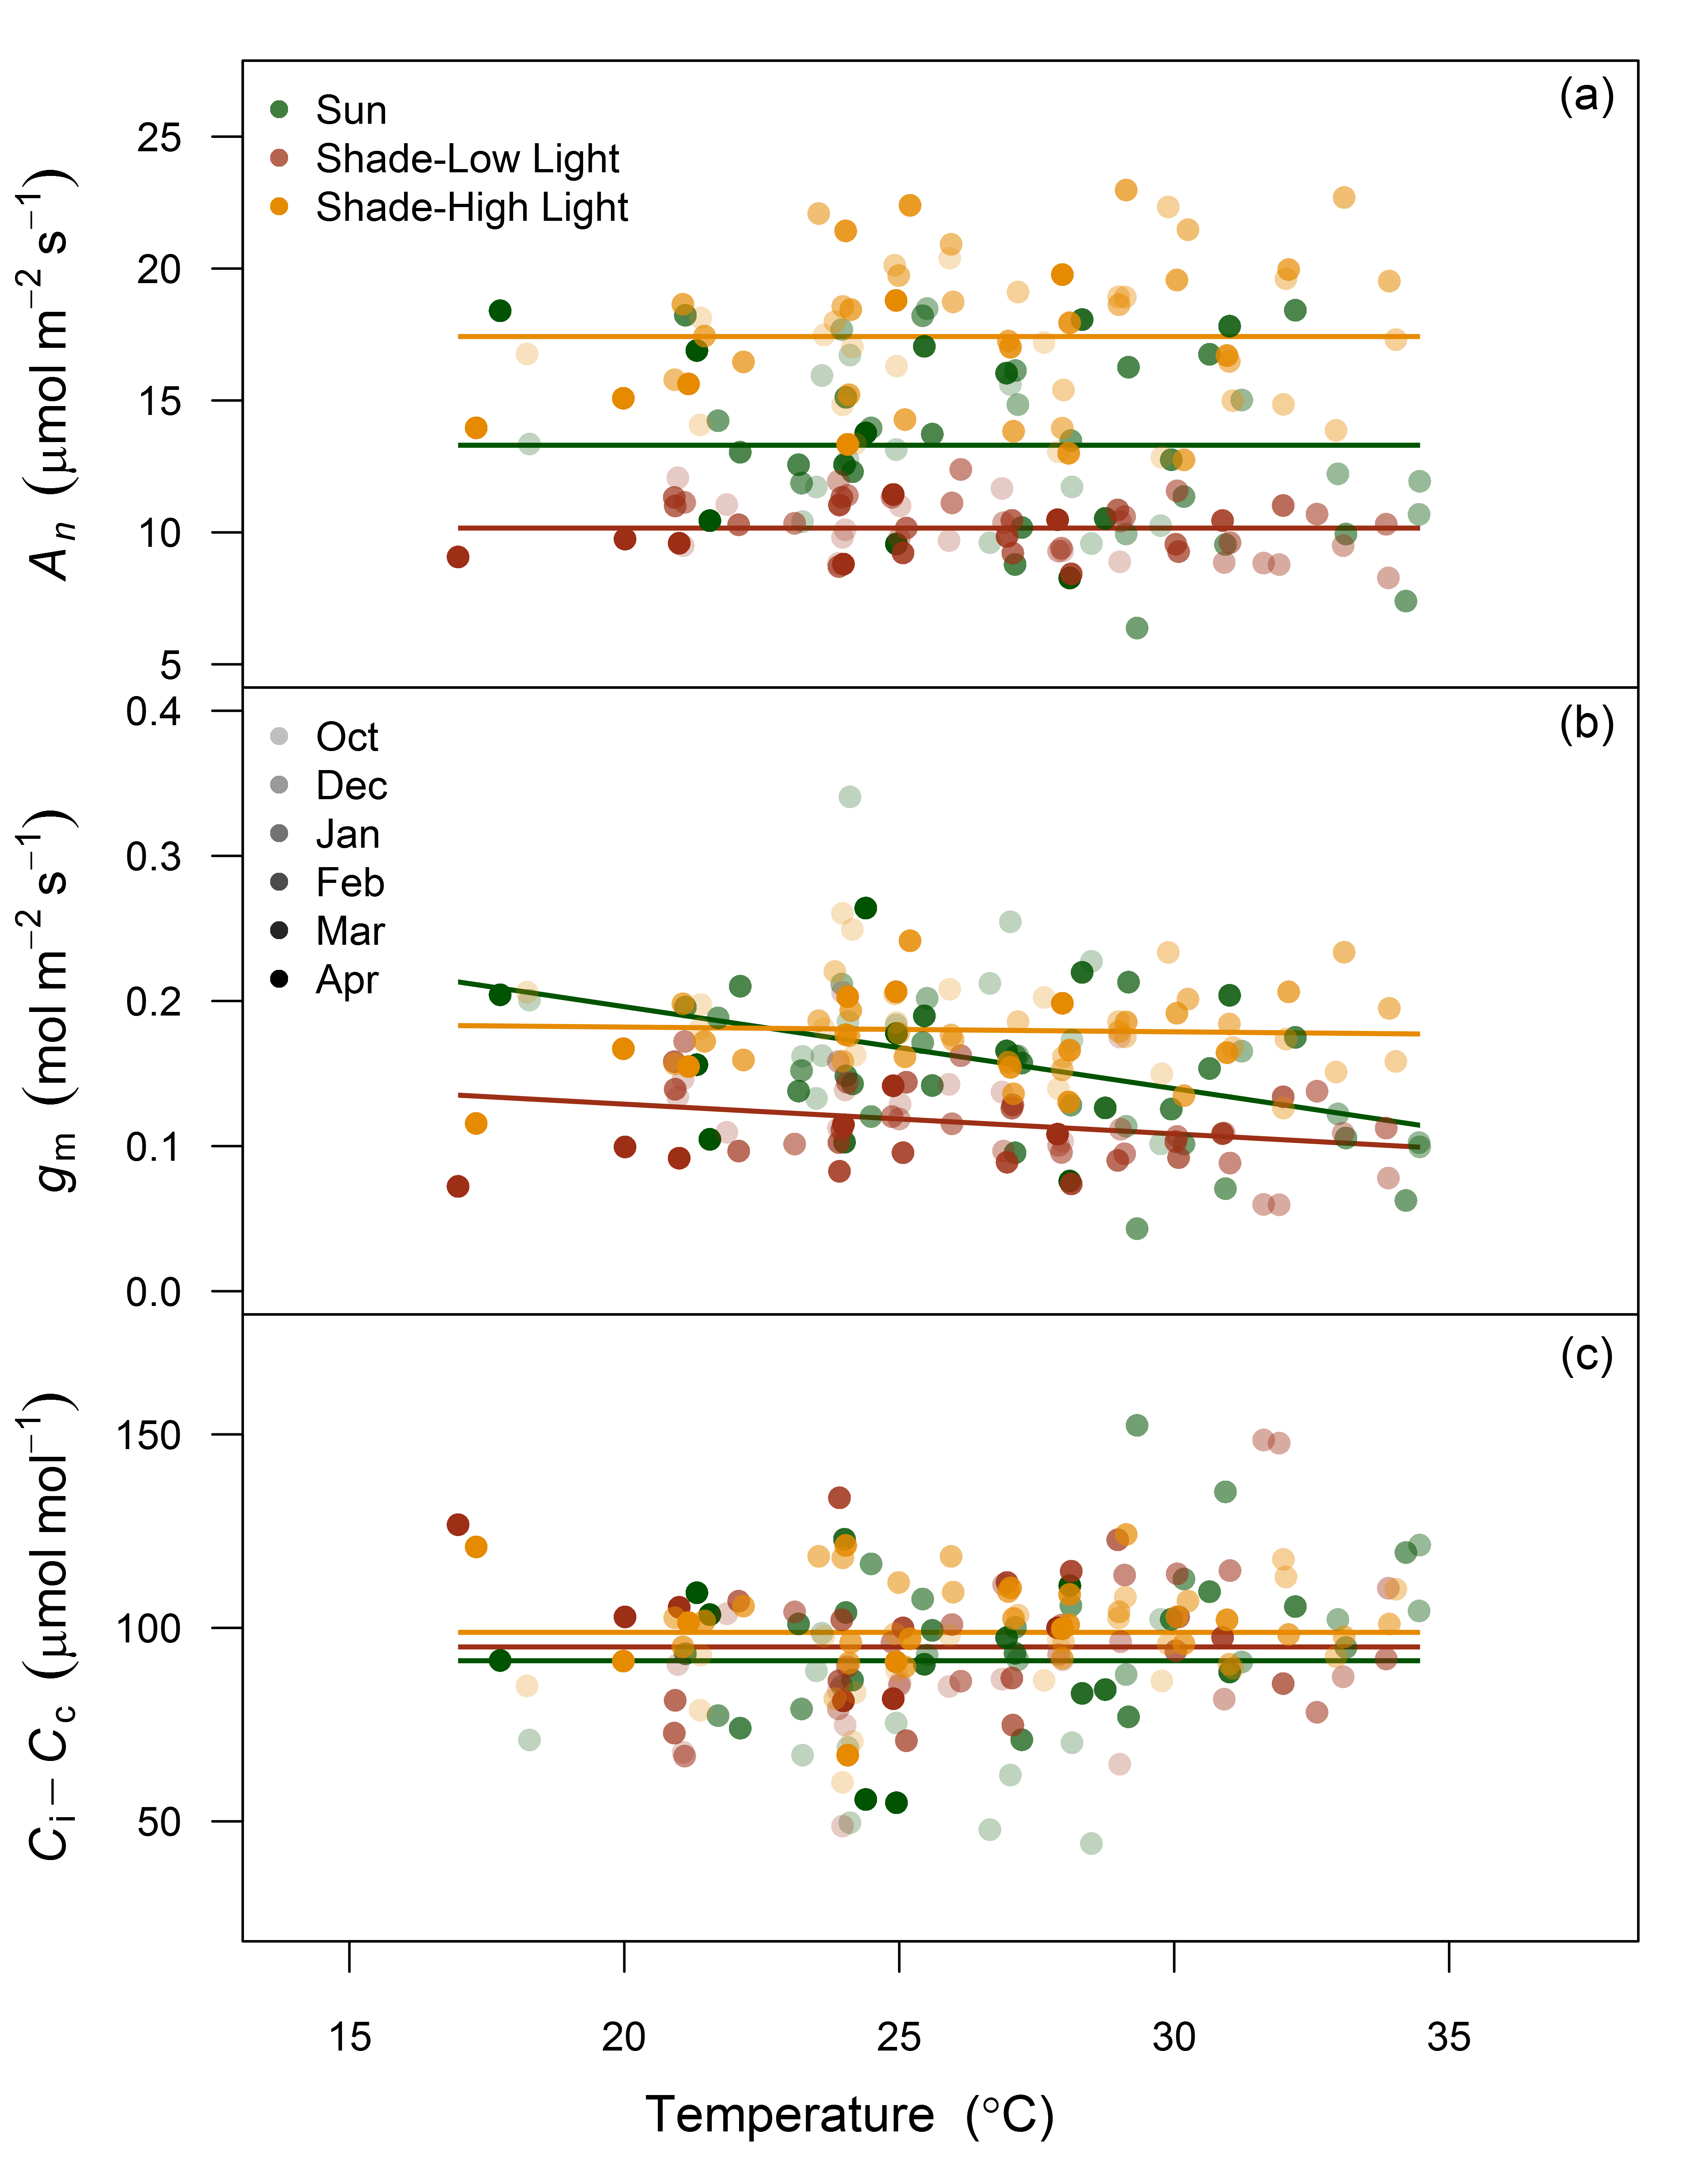 (a)
Sun
Shade-Low Light
Shade-High Light
25
20
15
10
5
Aₙ (μmol m⁻² s⁻¹)
(b)
Oct
Dec
Jan
Feb
Mar
Apr
0.4
0.3
0.2
0.1
0.0
gₘ (mol m⁻² s⁻¹)
(c)
150
100
50
Cᵢ− C꜀ (μmol mol⁻¹)
15 20 25 30 35
Temperature (°C)